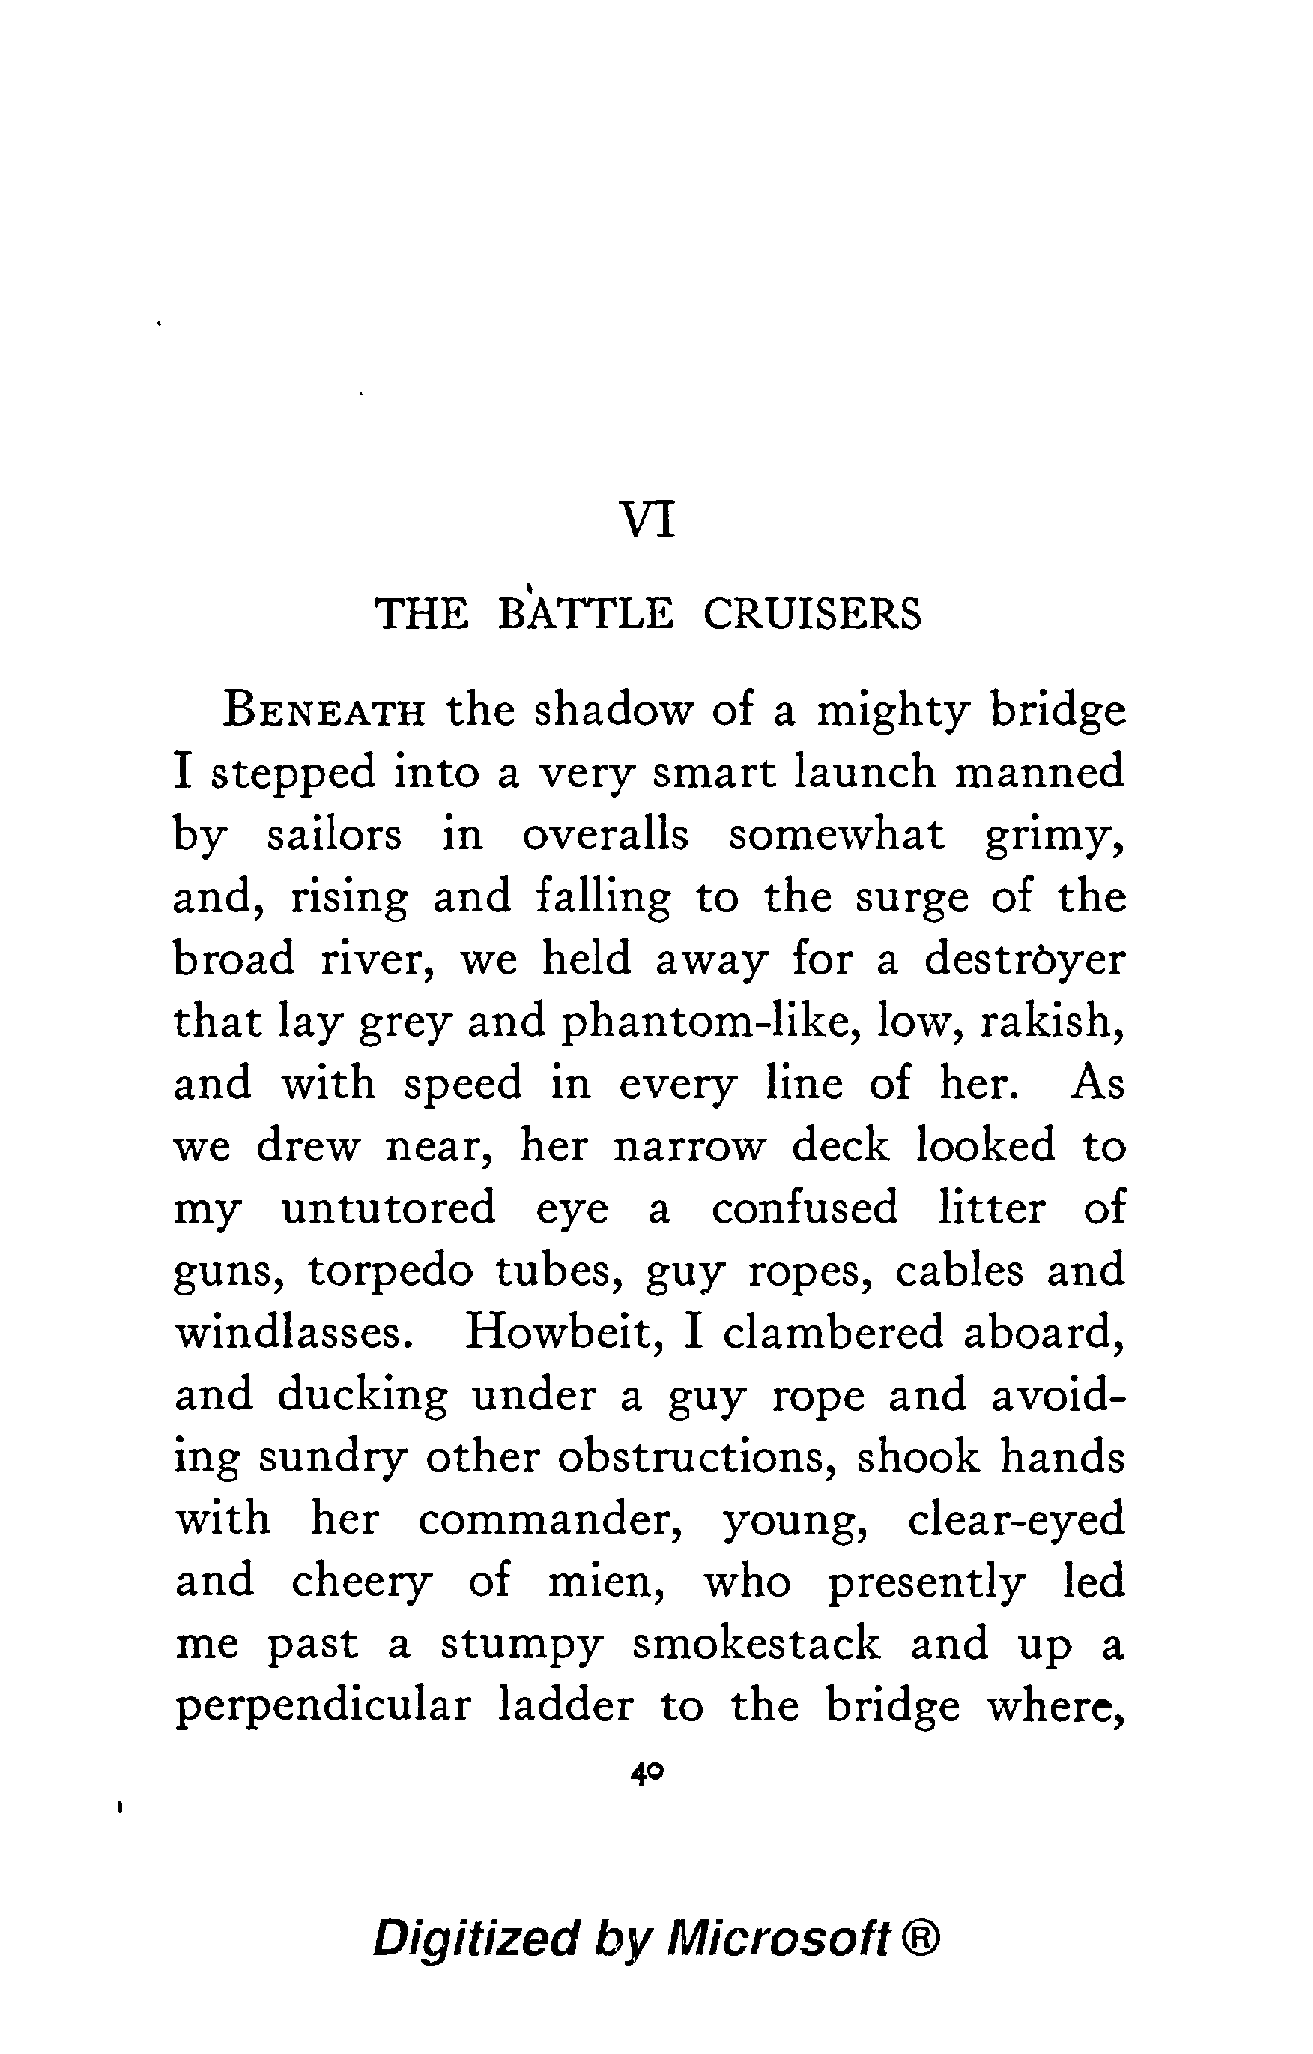 VI
THE BATTLE CRUISERS
BENEATH the shadow of a mighty bridge
I stepped into a very smart launch manned
by sailors in overalls somewhat grimy,
and, rising and falling to the surge of the
broad river, we held away for a destroyer
that lay grey and phantom-like, low, rakish,
and with speed in every line of her. As
we drew near, her narrow deck looked to
my untutored eye a confused litter of
guns, torpedo tubes, guy ropes, cables and
windlasses. Howbeit, I clambered aboard,
and ducking under a guy rope and avoid-
ing sundry other obstructions, shook hands
with her commander, young, clear-eyed
and cheery of mien, who presently led
me past a stumpy smokestack and up a
perpendicular ladder to the bridge where,
40
Digitized by Microsoft ®